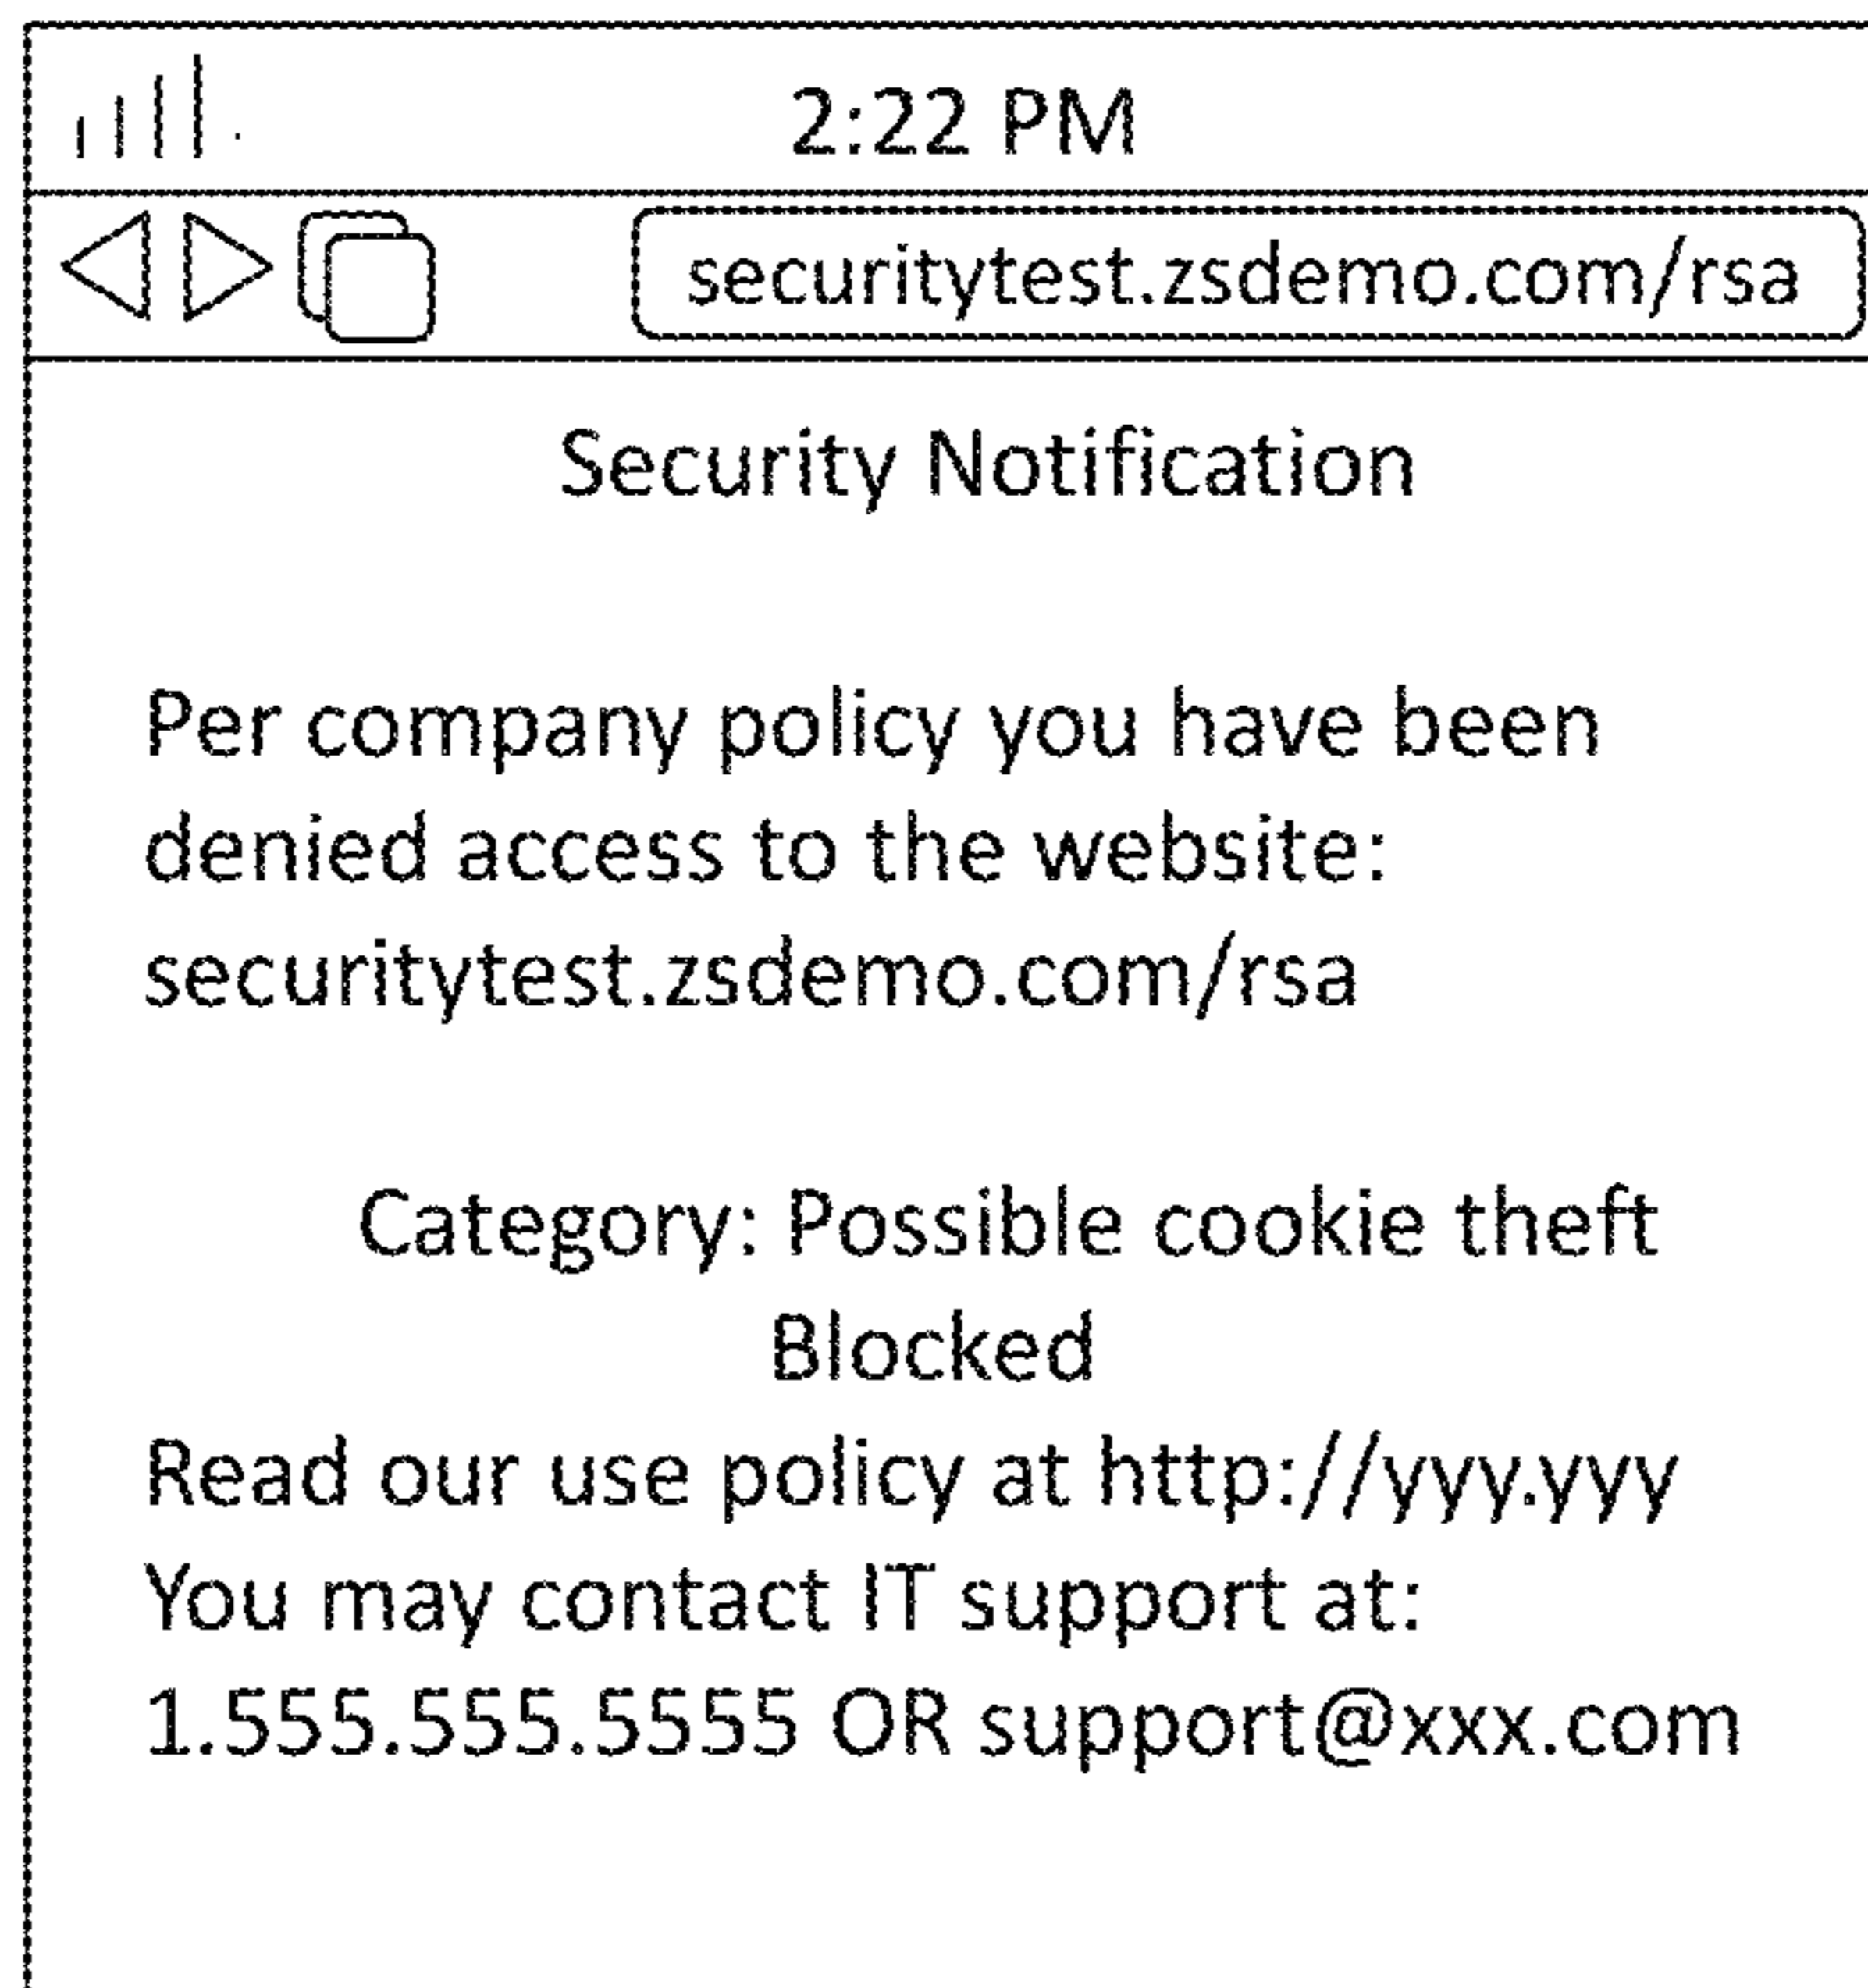 2:22 PM
securitytest.zsdemo.com/rsa
Security Notification
Per company policy you have been
denied access to the website:
securitytest.zsdemo.com/rsa
Category: Possible cookie theft
Blocked
Read our use policy at http://yyy.yyy
You may contact IT support at:
1.555.555.5555 OR support@xxx.com